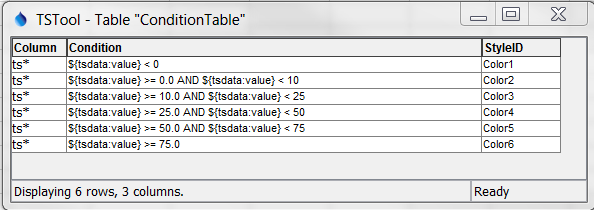 TSTool - Table "ConditionTable"
Column Condition StyleID
ts* ${tsdata:value} < 0 Color1
ts* ${tsdata:value} >= 0.0 AND ${tsdata:value} < 10 Color2
ts* ${tsdata:value} >= 10.0 AND ${tsdata:value} < 25 Color3
ts* ${tsdata:value} >= 25.0 AND ${tsdata:value} < 50 Color4
ts* ${tsdata:value} >= 50.0 AND ${tsdata:value} < 75 Color5
ts* ${tsdata:value} >= 75.0 Color6
Displaying 6 rows, 3 columns. Ready